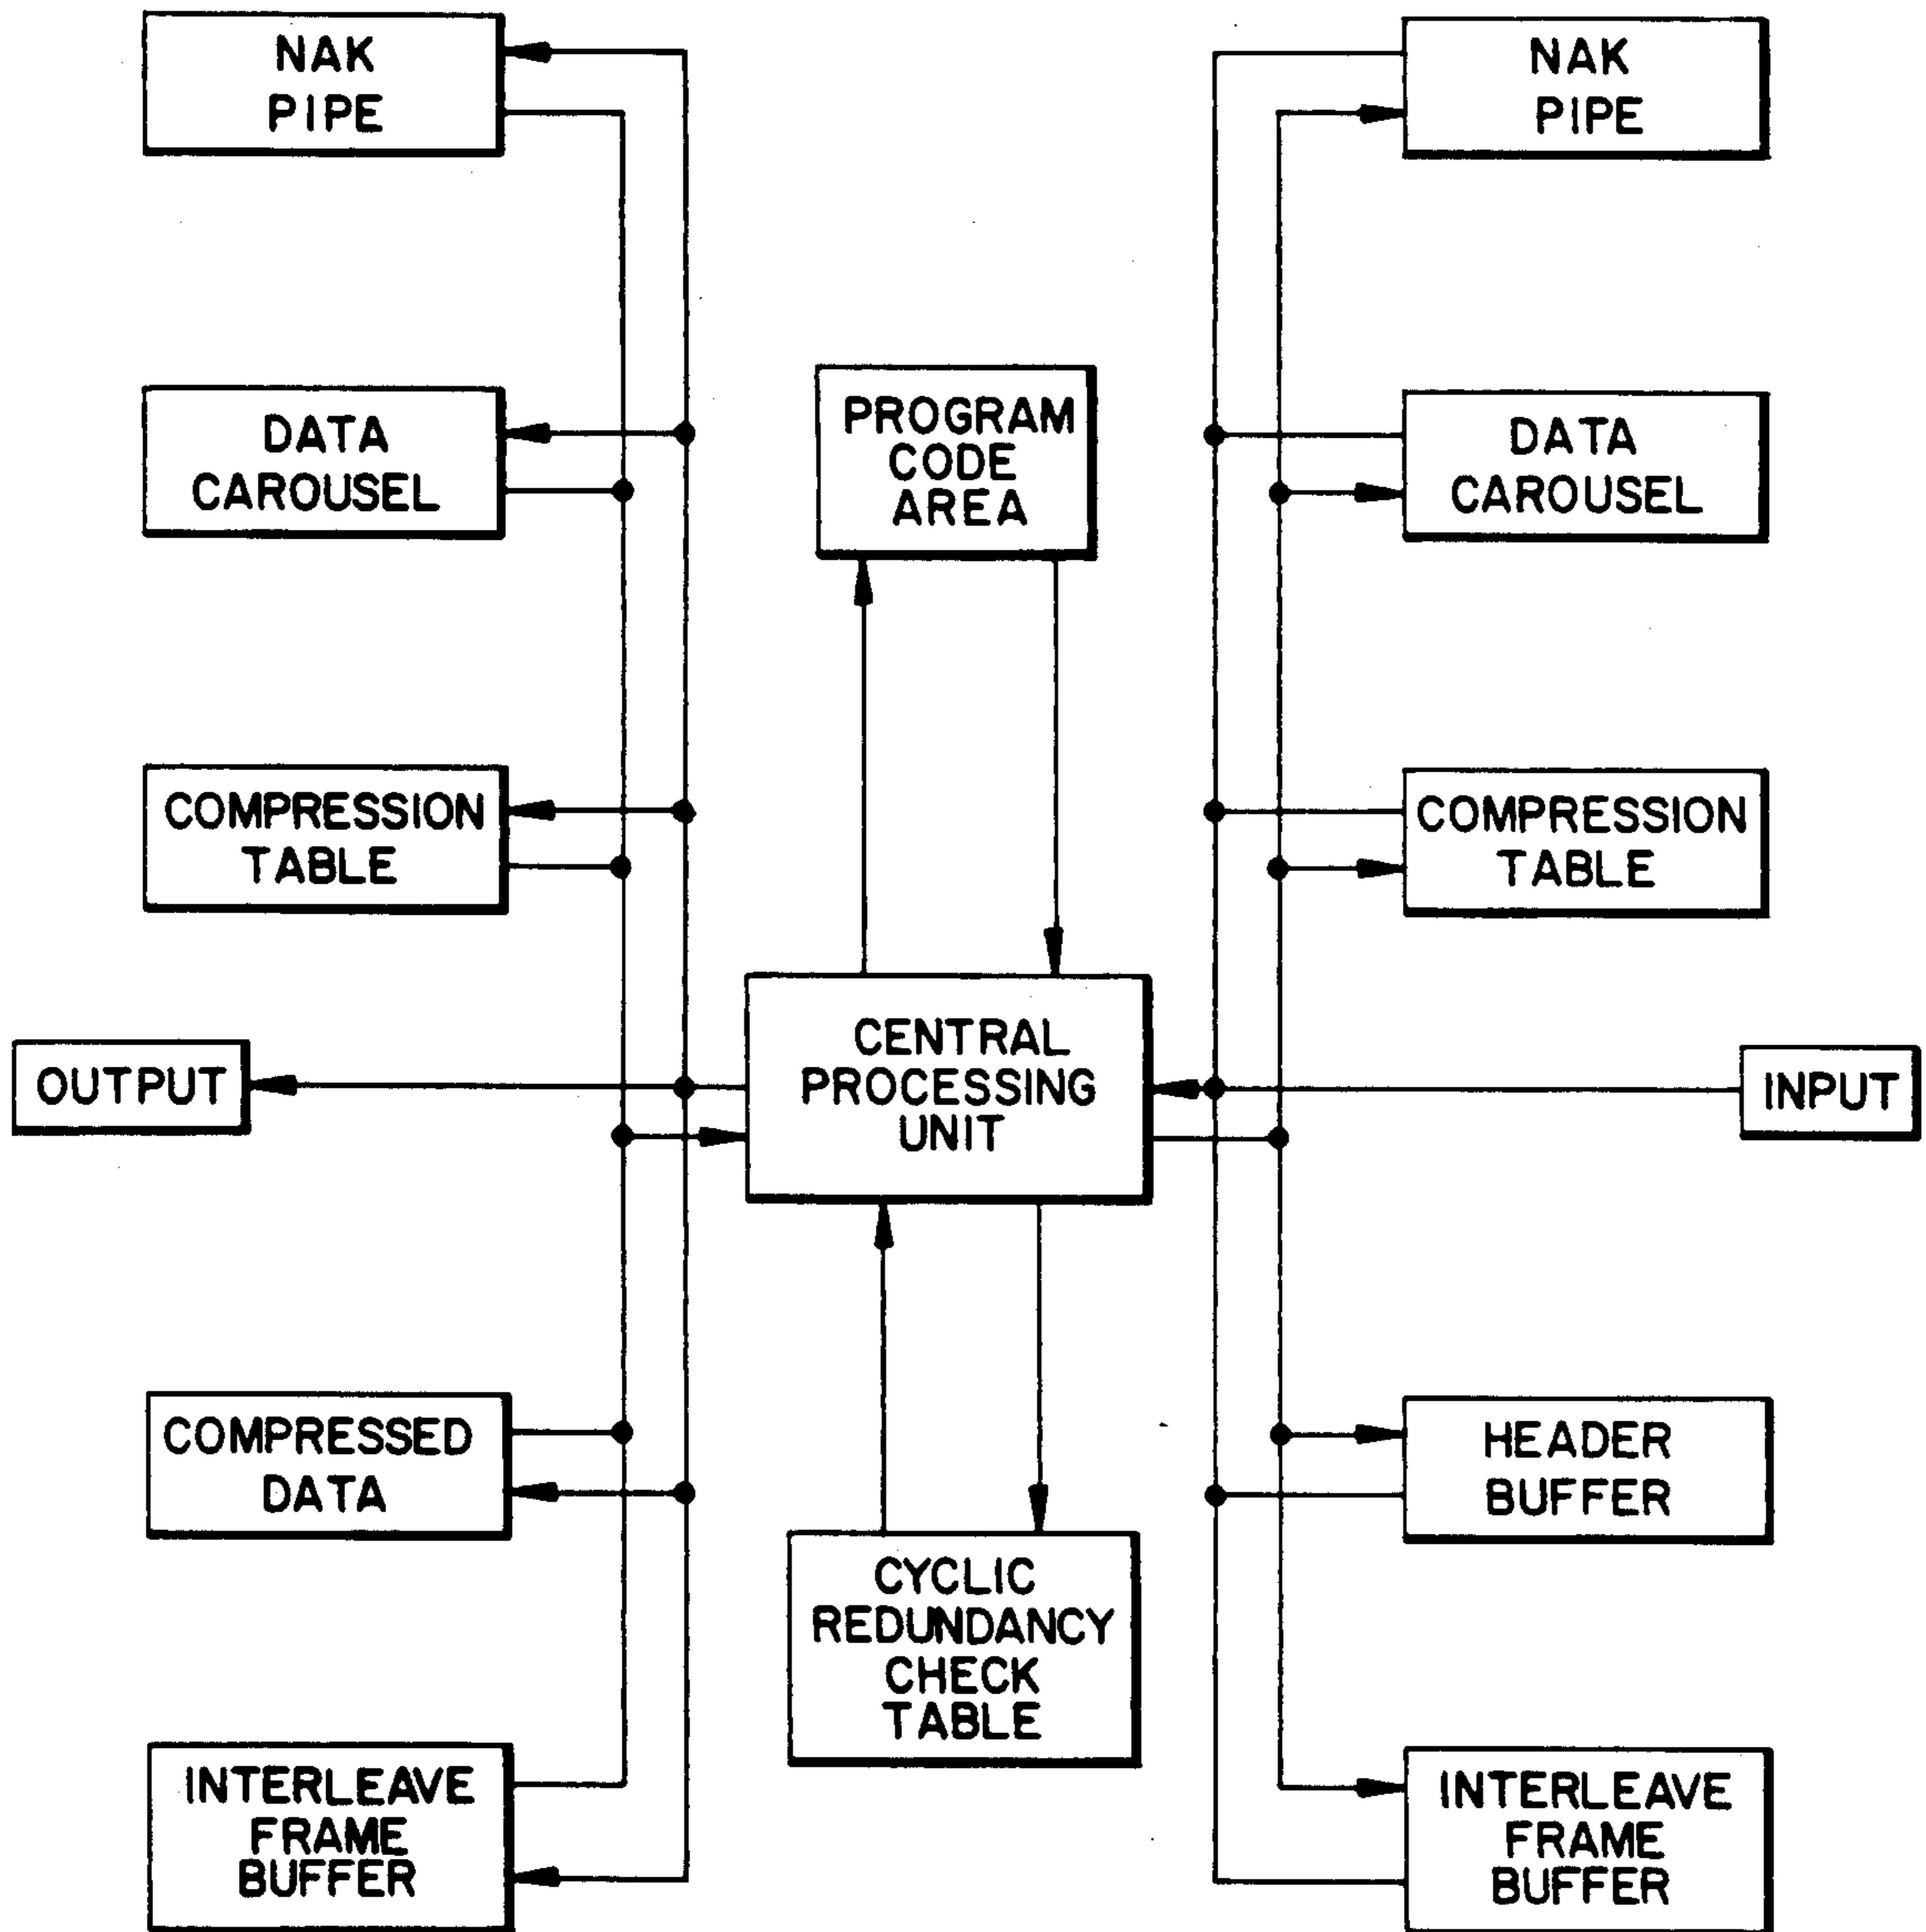 NAK
PIPE
NAK
PIPE
DATA
CAROUSEL
PROGRAM
CODE
AREA
DATA
CAROUSEL
COMPRESSION
TABLE
COMPRESSION
TABLE
OUTPUT
CENTRAL
PROCESSING
UNIT
INPUT
COMPRESSED
DATA
HEADER
BUFFER
CYCLIC
REDUNDANCY
CHECK
TABLE
INTERLEAVE
FRAME
BUFFER
INTERLEAVE
FRAME
BUFFER